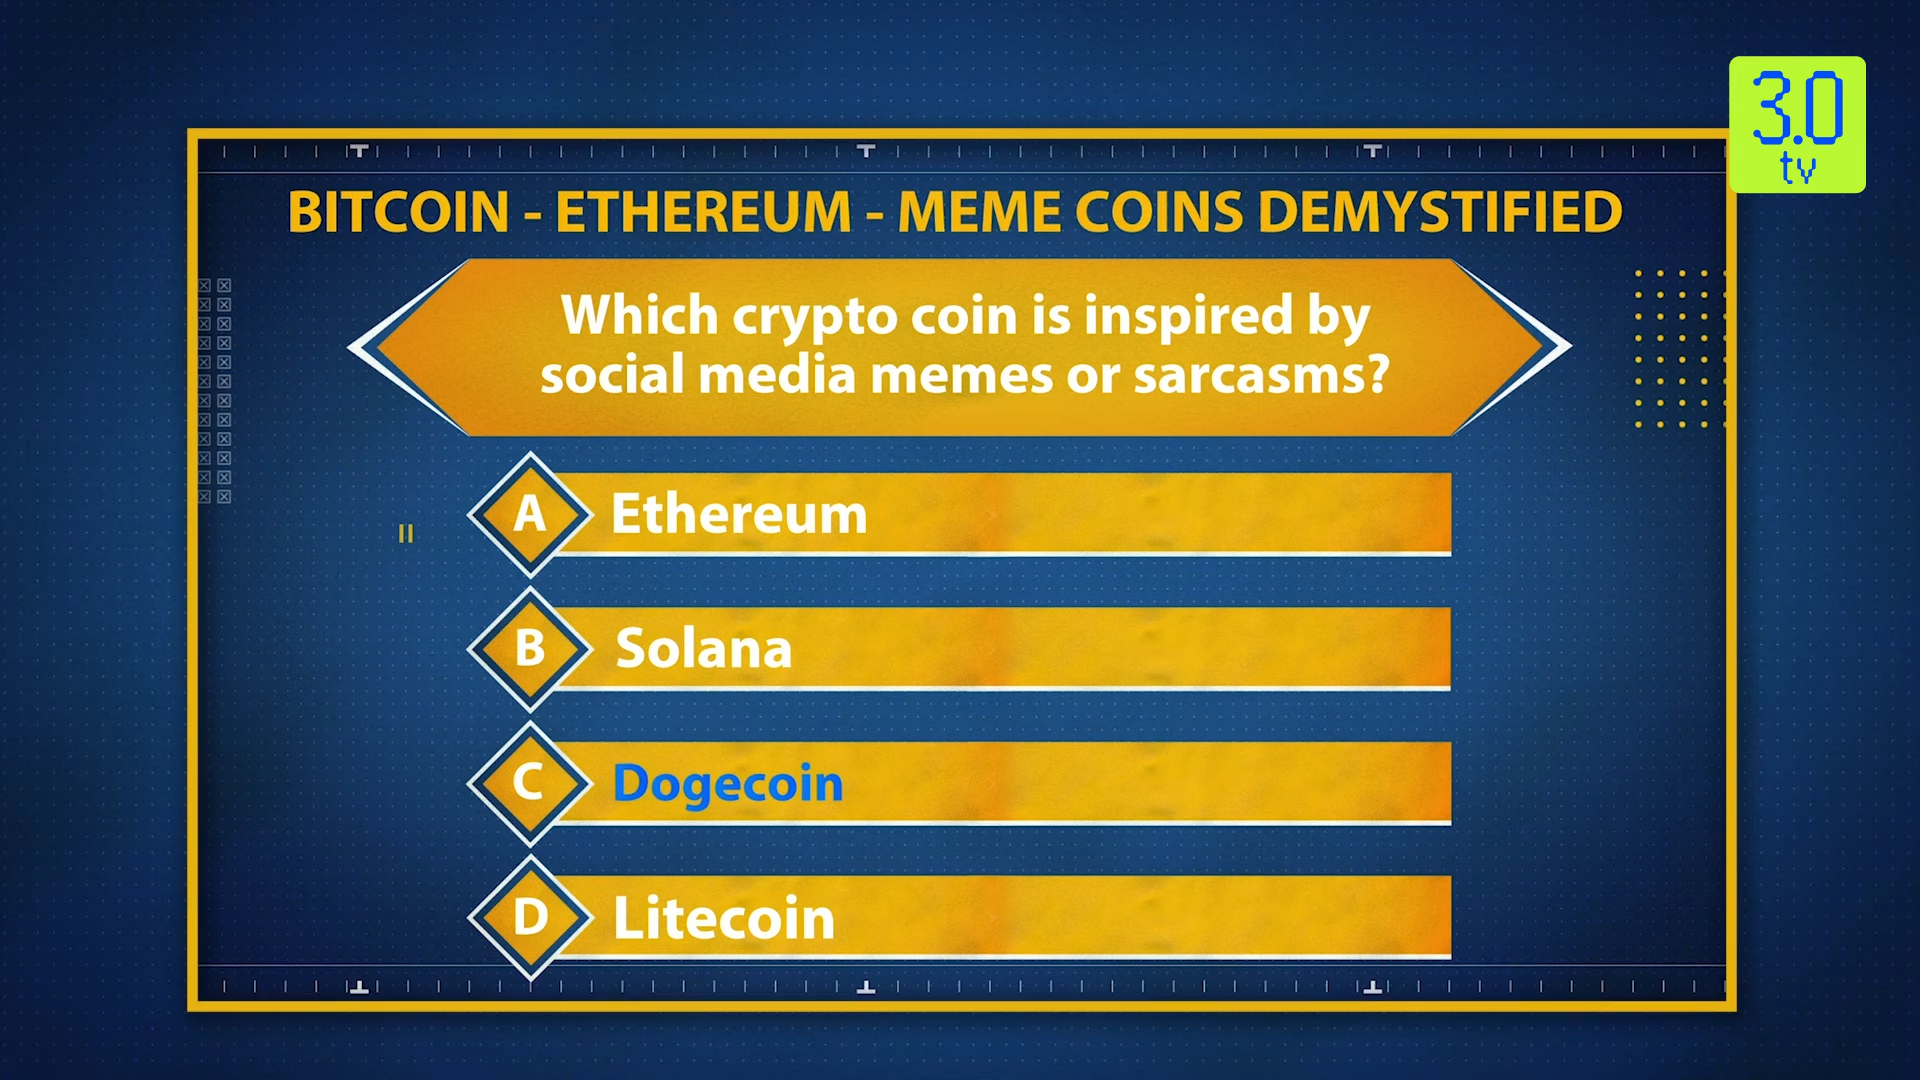 3.0
tv
BITCOIN - ETHEREUM - MEME COINS DEMYSTIFIED
Which crypto coin is inspired by
social media memes or sarcasms?
A Ethereum
B Solana
C Dogecoin
D Litecoin